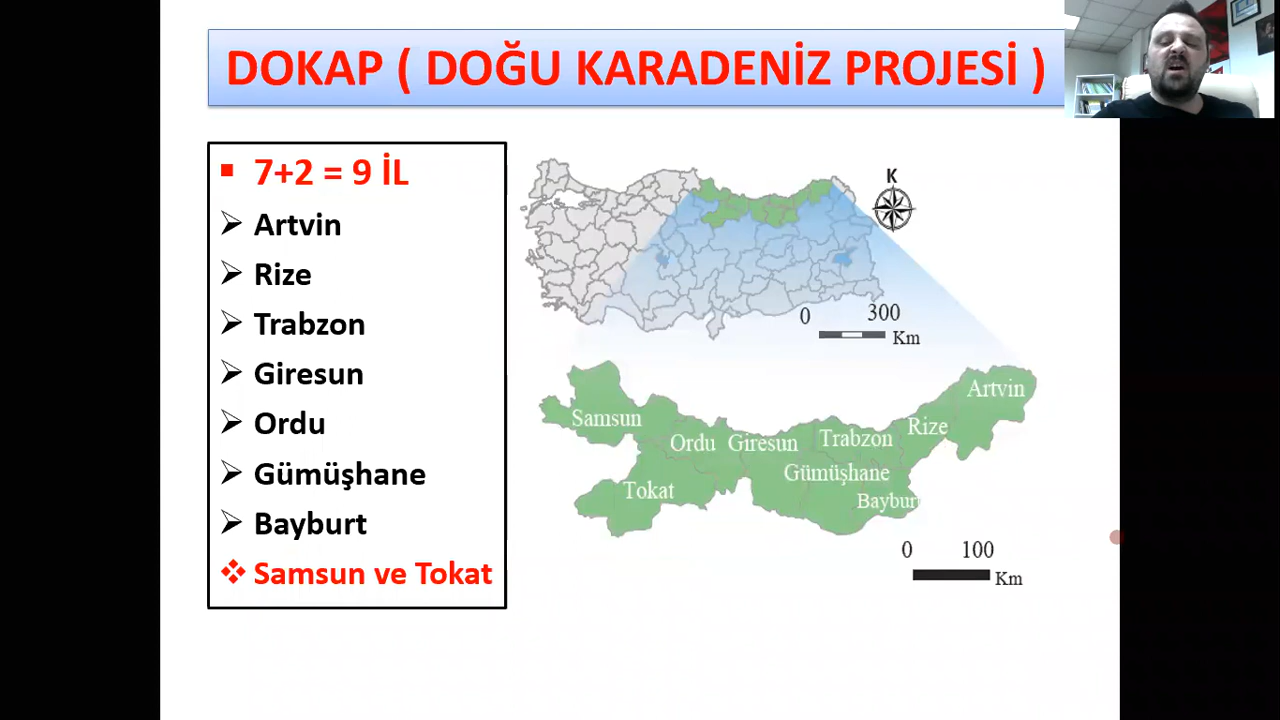 DOKAP ( DOĞU KARADENİZ PROJESİ )
7+2 = 9 İL
Artvin
Rize
Trabzon
Giresun
Ordu
Gümüşhane
Bayburt
Samsun ve Tokat
K
0 300
Km
Artvin
Samsun
Rize
Ordu Giresun Trabzon
Gümüşhane
Tokat
Bayburt
0 100
Km